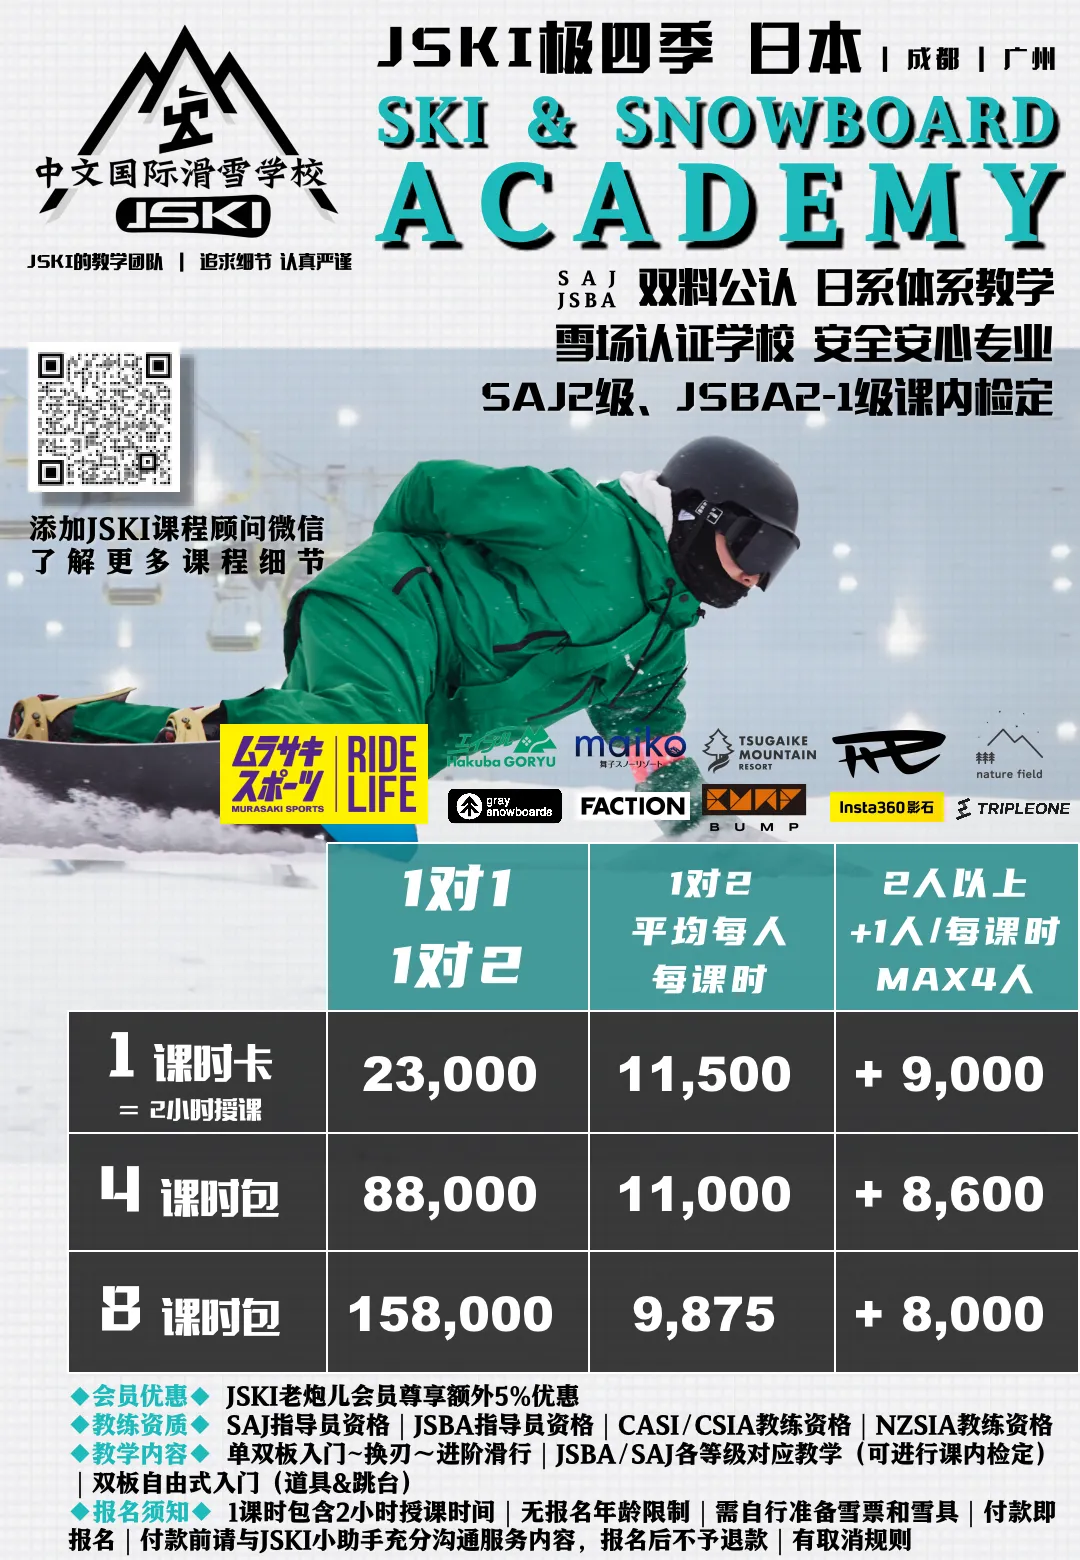 JSKI极四季 日本 | 成都 | 广州
SKI & SNOWBOARD
ACADEMY
中文国际滑雪学校
JSKI
JSKI的教学团队 | 追求细节 认真严谨
SAJ
JSBA 双料公认 日系体系教学
雪场认证学校 安全安心专业
SAJ2级、JSBA2-1级课内检定
添加JSKI课程顾问微信
了解更多课程细节
ムラサキ
スポーツ
MURASAKI SPORTS
RIDE
LIFE
エイブル
Hakuba GORYU
maiko
舞子スノーリゾート
TSUGAIKE
MOUNTAIN
RESORT
nature field
gray
snowboards
FACTION
BUMP
Insta360影石
TRIPLEONE
1对1
1对2
1对2
平均每人
每课时
2人以上
+1人/每课时
MAX4人
1 课时卡
= 2小时授课
23,000
11,500
+ 9,000
4 课时包
88,000
11,000
+ 8,600
8 课时包
158,000
9,875
+ 8,000
◆会员优惠◆ JSKI老炮儿会员尊享额外5%优惠
◆教练资质◆ SAJ指导员资格 | JSBA指导员资格 | CASI/CSIA教练资格 | NZSIA教练资格
◆教学内容◆ 单双板入门~换刃～进阶滑行 | JSBA/SAJ各等级对应教学（可进行课内检定）
| 双板自由式入门（道具&跳台）
◆报名须知◆ 1课时包含2小时授课时间 | 无报名年龄限制 | 需自行准备雪票和雪具 | 付款即
报名 | 付款前请与JSKI小助手充分沟通服务内容，报名后不予退款 | 有取消规则